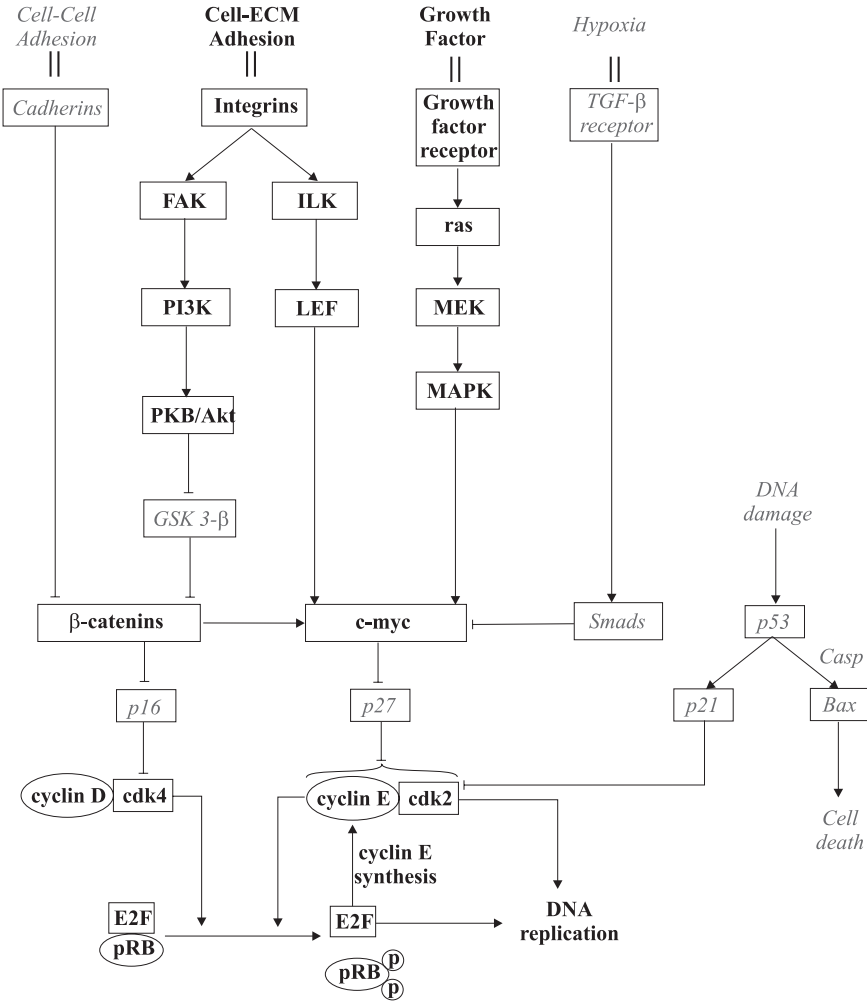 Cell-Cell
Adhesion
Cell-ECM
Adhesion
Growth
Factor
Hypoxia
Cadherins
Integrins
Growth
factor
receptor
TGF-β
receptor
FAK
ILK
ras
PI3K
LEF
MEK
MAPK
PKB/Akt
GSK 3-β
DNA
damage
β-catenins
c-myc
Smads
p53
Casp
p16
p27
p21
Bax
cyclin D
cdk4
cyclin E
cdk2
Cell
death
cyclin E
synthesis
E2F
pRB
E2F
DNA
replication
pRB
p
p